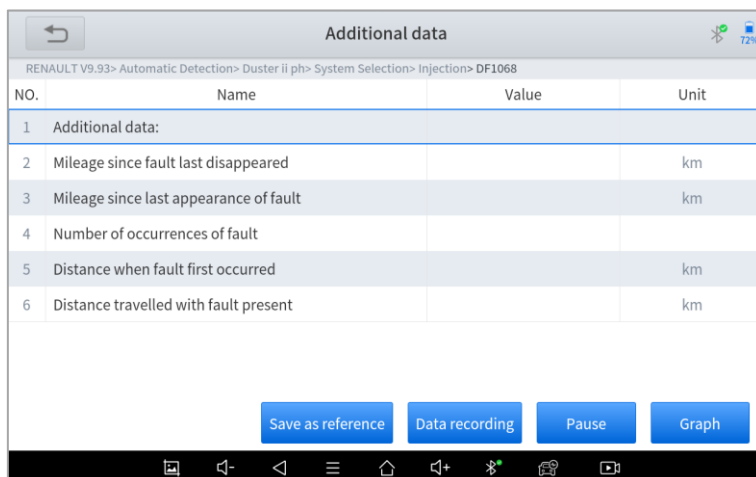 Additional data
72%
RENAULT V9.93> Automatic Detection> Duster ii ph> System Selection> Injection> DF1068
NO. Name Value Unit
1 Additional data:
2 Mileage since fault last disappeared km
3 Mileage since last appearance of fault km
4 Number of occurrences of fault
5 Distance when fault first occurred km
6 Distance travelled with fault present km
Save as reference Data recording Pause Graph